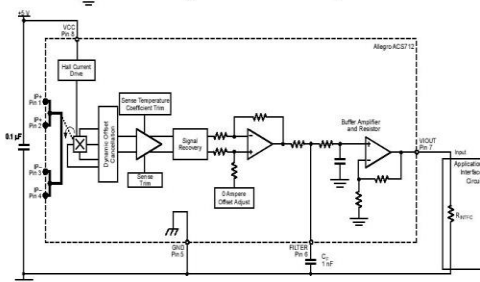 +5 V
VCC
Pin 8
Allegro ACS712
Hall Current
Drive
IP+
Pin 1
IP+
Pin 2
IP−
Pin 3
IP−
Pin 4
0.1 µF
Dynamic Offset
Cancellation
Sense Temperature
Coefficient Trim
Sense
Trim
Signal
Recovery
0 Ampere
Offset Adjust
Buffer Amplifier
and Resistor
VIOUT
Pin 7
Input
Application
Interface
Circuit
RINTFC
GND
Pin 5
FILTER
Pin 6
CF
1 nF